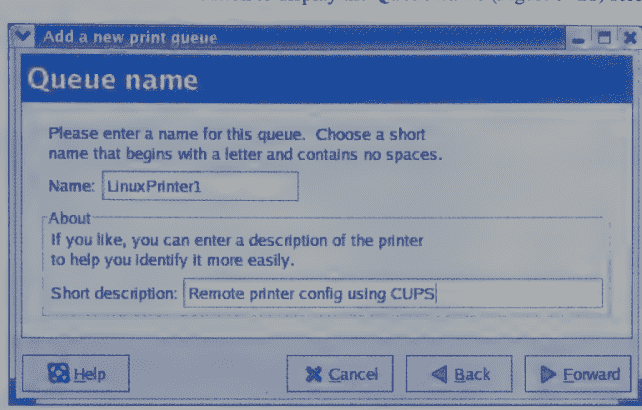 Add a new print queue
Queue name
Please enter a name for this queue. Choose a short
name that begins with a letter and contains no spaces.
Name: LinuxPrinter1
About
If you like, you can enter a description of the printer
to help you identify it more easily.
Short description: Remote printer config using CUPS
Help Cancel Back Forward